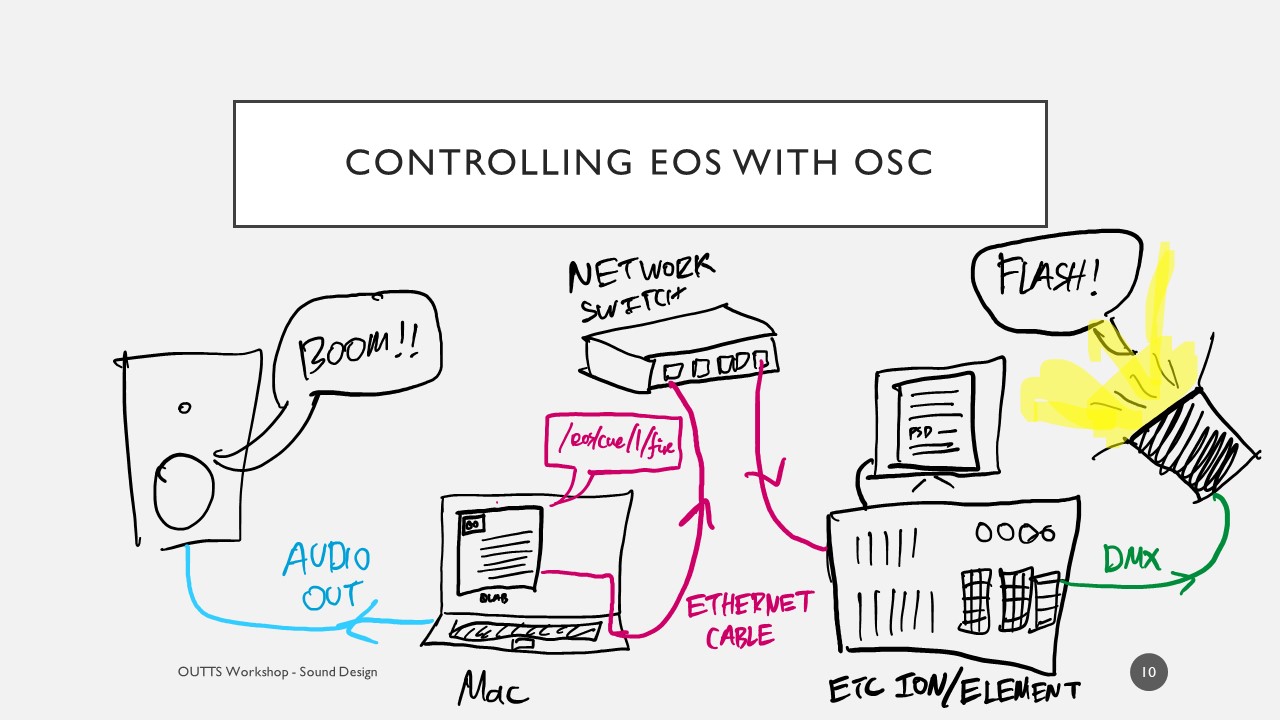 CONTROLLING EOS WITH OSC
NETWORK
SWITCH
FLASH!
BOOM!!
/eos/cue/1/fire
PSD
GO
QLAB
AUDIO
OUT
ETHERNET
CABLE
DMX
OUTTS Workshop - Sound Design
10
Mac
ETC ION/ELEMENT